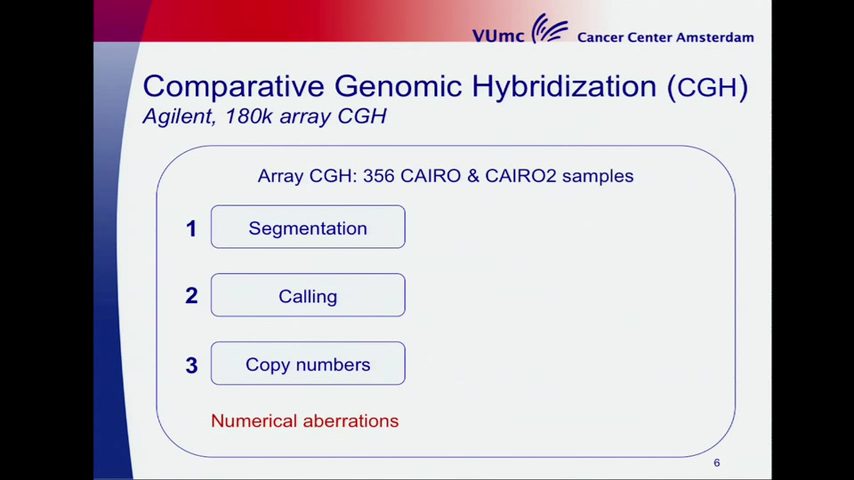 VUmc Cancer Center Amsterdam
Comparative Genomic Hybridization (CGH)
Agilent, 180k array CGH
Array CGH: 356 CAIRO & CAIRO2 samples
1 Segmentation
2 Calling
3 Copy numbers
Numerical aberrations
6